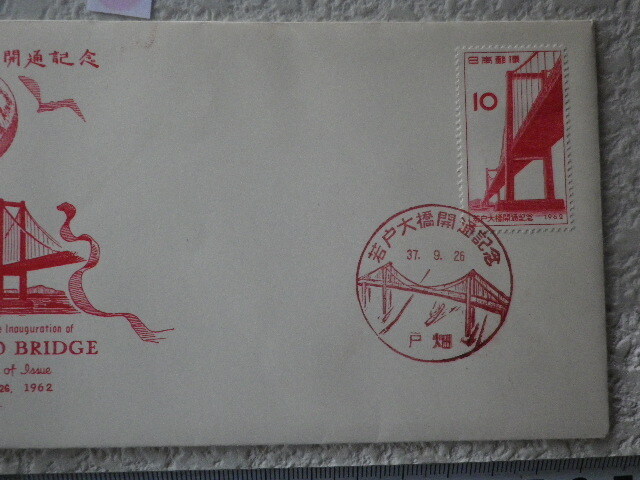 開通記念
日本郵便
10
若戸大橋開通記念 1962
若戸大橋開通記念
37. 9. 26
戸畑
Inauguration of
BRIDGE
of Issue
26, 1962